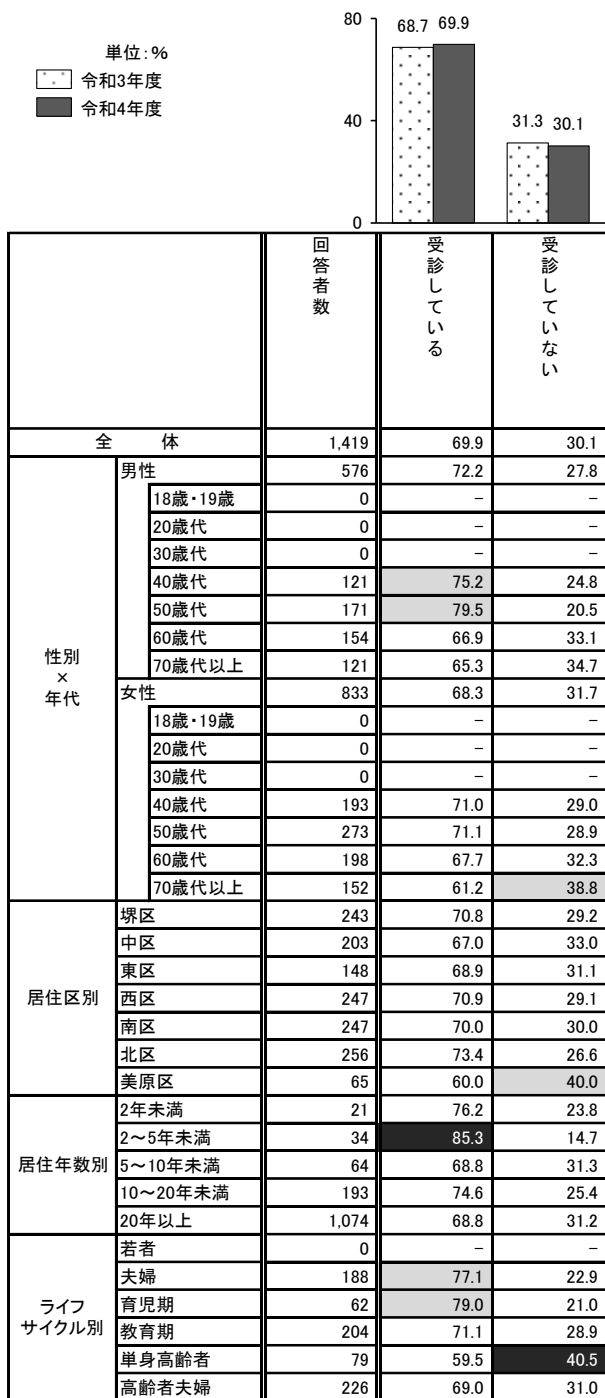 単位:%
令和3年度
令和4年度
80
40
0
68.7 69.9
31.3 30.1
回答者数 受診している 受診していない
全 体 1,419 69.9 30.1
性別×年代
男性 576 72.2 27.8
18歳・19歳 0 - -
20歳代 0 - -
30歳代 0 - -
40歳代 121 75.2 24.8
50歳代 171 79.5 20.5
60歳代 154 66.9 33.1
70歳代以上 121 65.3 34.7
女性 833 68.3 31.7
18歳・19歳 0 - -
20歳代 0 - -
30歳代 0 - -
40歳代 193 71.0 29.0
50歳代 273 71.1 28.9
60歳代 198 67.7 32.3
70歳代以上 152 61.2 38.8
居住区別
堺区 243 70.8 29.2
中区 203 67.0 33.0
東区 148 68.9 31.1
西区 247 70.9 29.1
南区 247 70.0 30.0
北区 256 73.4 26.6
美原区 65 60.0 40.0
居住年数別
2年未満 21 76.2 23.8
2~5年未満 34 85.3 14.7
5~10年未満 64 68.8 31.3
10~20年未満 193 74.6 25.4
20年以上 1,074 68.8 31.2
ライフサイクル別
若者 0 - -
夫婦 188 77.1 22.9
育児期 62 79.0 21.0
教育期 204 71.1 28.9
単身高齢者 79 59.5 40.5
高齢者夫婦 226 69.0 31.0